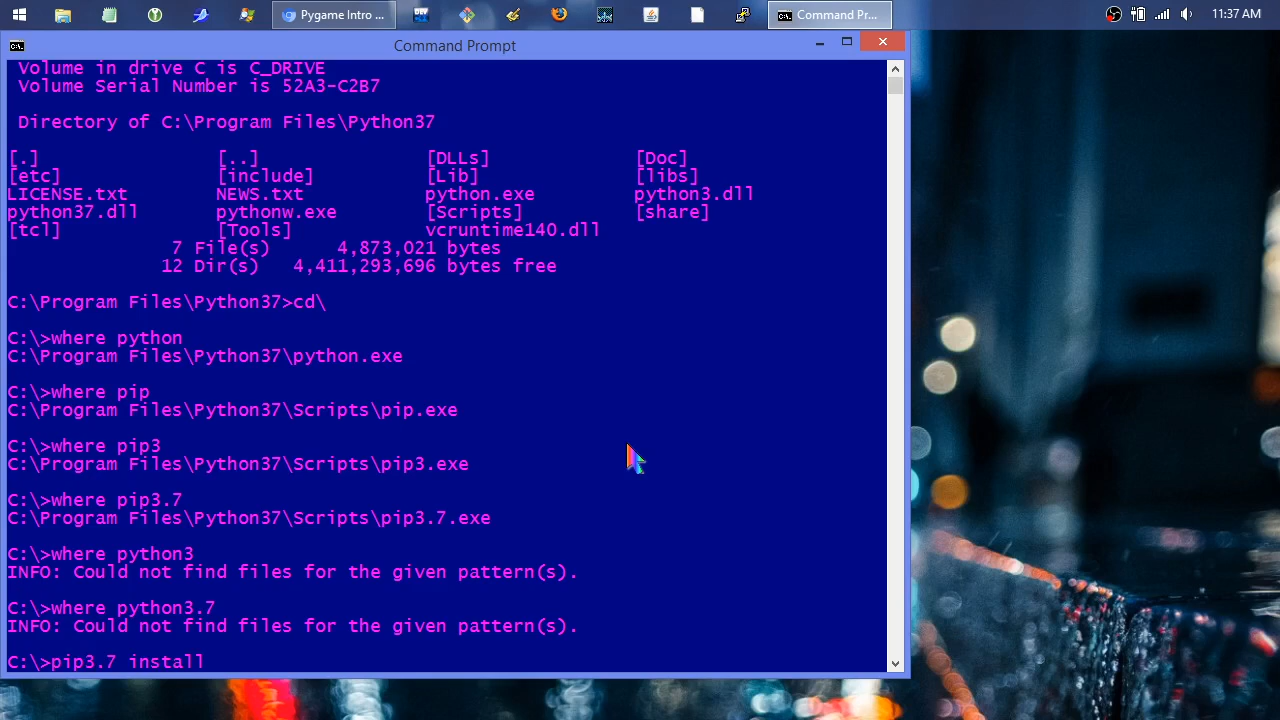 Pygame Intro ...
Command Pr...
11:37 AM
Command Prompt
Volume in drive C is C_DRIVE
Volume Serial Number is 52A3-C2B7
Directory of C:\Program Files\Python37
[.] [..] [DLLs] [Doc]
[etc] [include] [Lib] [libs]
LICENSE.txt NEWS.txt python.exe python3.dll
python37.dll pythonw.exe [Scripts] [share]
[tcl] [Tools] vcruntime140.dll
7 File(s) 4,873,021 bytes
12 Dir(s) 4,411,293,696 bytes free
C:\Program Files\Python37>cd\
C:\>where python
C:\Program Files\Python37\python.exe
C:\>where pip
C:\Program Files\Python37\Scripts\pip.exe
C:\>where pip3
C:\Program Files\Python37\Scripts\pip3.exe
C:\>where pip3.7
C:\Program Files\Python37\Scripts\pip3.7.exe
C:\>where python3
INFO: Could not find files for the given pattern(s).
C:\>where python3.7
INFO: Could not find files for the given pattern(s).
C:\>pip3.7 install